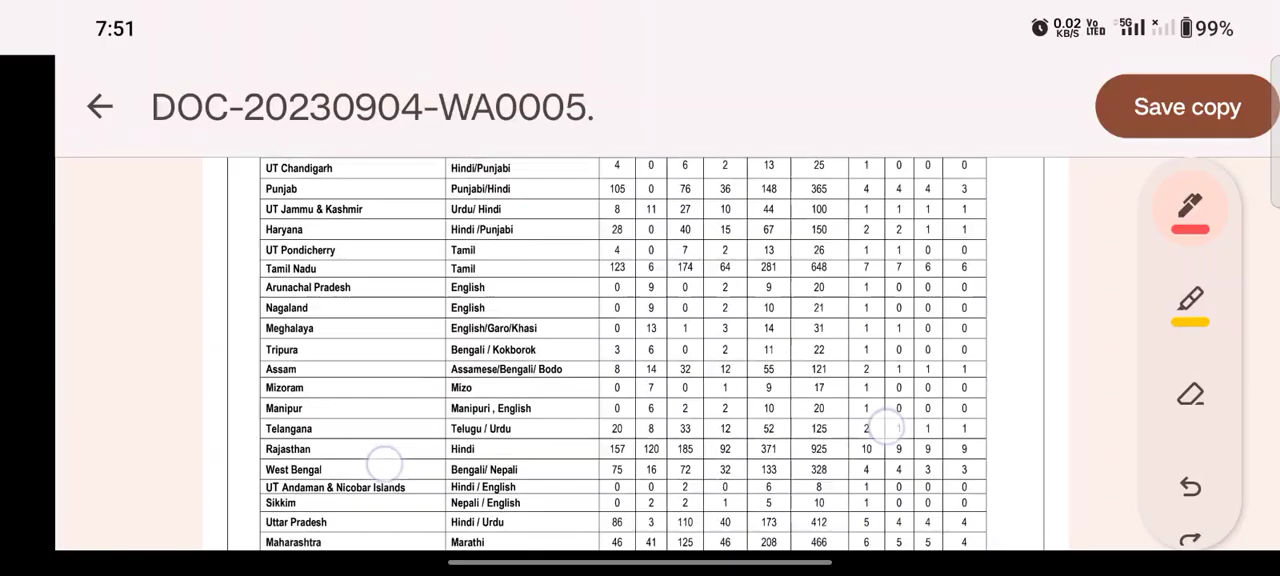 7:51
0.02 KB/S Vo LTED 5G 99%
DOC-20230904-WA0005.
Save copy
UT Chandigarh Hindi/Punjabi 4 0 6 2 13 25 1 0 0 0
Punjab Punjabi/Hindi 105 0 76 36 148 365 4 4 4 3
UT Jammu & Kashmir Urdu/ Hindi 8 11 27 10 44 100 1 1 1 1
Haryana Hindi /Punjabi 28 0 40 15 67 150 2 2 1 1
UT Pondicherry Tamil 4 0 7 2 13 26 1 1 0 0
Tamil Nadu Tamil 123 6 174 64 281 648 7 7 6 6
Arunachal Pradesh English 0 9 0 2 9 20 1 0 0 0
Nagaland English 0 9 0 2 10 21 1 0 0 0
Meghalaya English/Garo/Khasi 0 13 1 3 14 31 1 1 0 0
Tripura Bengali / Kokborok 3 6 0 2 11 22 1 0 0 0
Assam Assamese/Bengali/ Bodo 8 14 32 12 55 121 2 1 1 1
Mizoram Mizo 0 7 0 1 9 17 1 0 0 0
Manipur Manipuri , English 0 6 2 2 10 20 1 0 0 0
Telangana Telugu / Urdu 20 8 33 12 52 125 2 1 1 1
Rajasthan Hindi 157 120 185 92 371 925 10 9 9 9
West Bengal Bengali/ Nepali 75 16 72 32 133 328 4 4 3 3
UT Andaman & Nicobar Islands Hindi / English 0 0 2 0 6 8 1 0 0 0
Sikkim Nepali / English 0 2 2 1 5 10 1 0 0 0
Uttar Pradesh Hindi / Urdu 86 3 110 40 173 412 5 4 4 4
Maharashtra Marathi 46 41 125 46 208 466 6 5 5 4